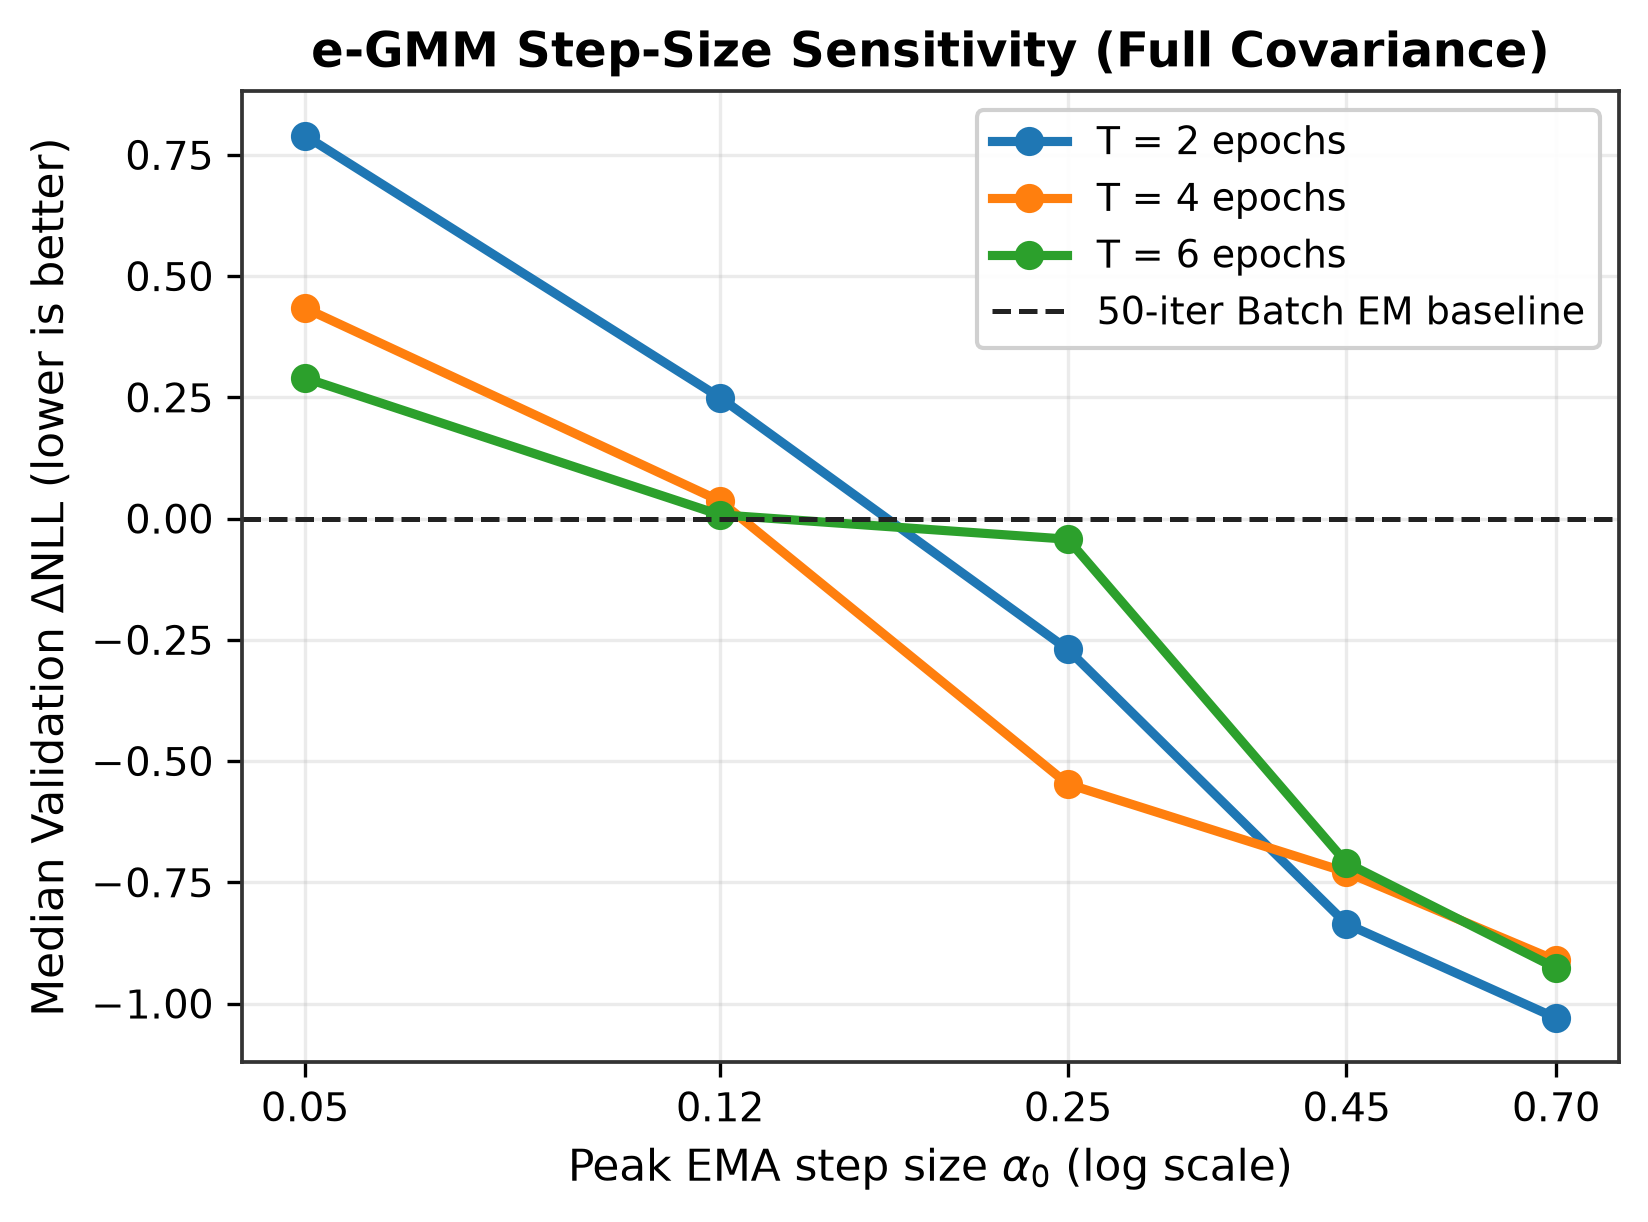 e-GMM Step-Size Sensitivity (Full Covariance)
Median Validation ΔNLL (lower is better)
0.75
0.50
0.25
0.00
−0.25
−0.50
−0.75
−1.00
T = 2 epochs
T = 4 epochs
T = 6 epochs
50-iter Batch EM baseline
0.05 0.12 0.25 0.45 0.70
Peak EMA step size α₀ (log scale)